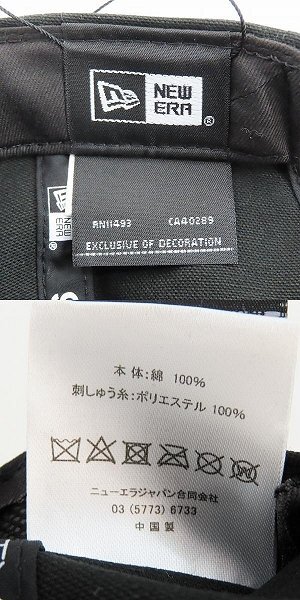 NEW
ERA
®
NEW
ERA
RN11493 CA40289
EXCLUSIVE OF DECORATION
本体:綿 100%
刺しゅう糸:ポリエステル 100%
ニューエラジャパン合同会社
03 (5773) 6733
中国製